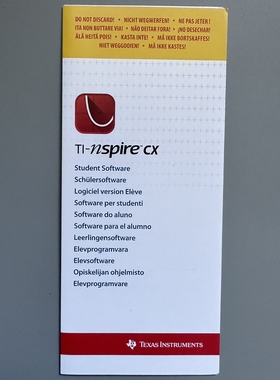 DO NOT DISCARD! • NICHT WEGWERFEN! • NE PAS JETER !
ITA NON BUTTARE VIA! • NÃO DEITAR FORA! • ¡NO DESECHAR!
ÄLÄ HEITÄ POIS! • KASTA INTE! • MÅ IKKE BORTSKAFFES!
NIET WEGGOOIEN! • MÅ IKKE KASTES!
TI-nspire™ CX
Student Software
Schülersoftware
Logiciel version Elève
Software per studenti
Software do aluno
Software para el alumno
Leerlingensoftware
Elevprogramvara
Elevsoftware
Opiskelijan ohjelmisto
Elevprogramvare
TEXAS INSTRUMENTS